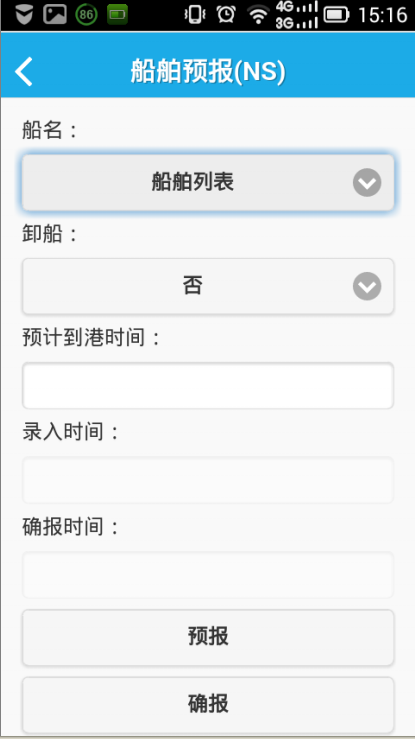 86 4G 3G 15:16
船舶预报(NS)
船名：
船舶列表
卸船：
否
预计到港时间：
录入时间：
确报时间：
预报
确报